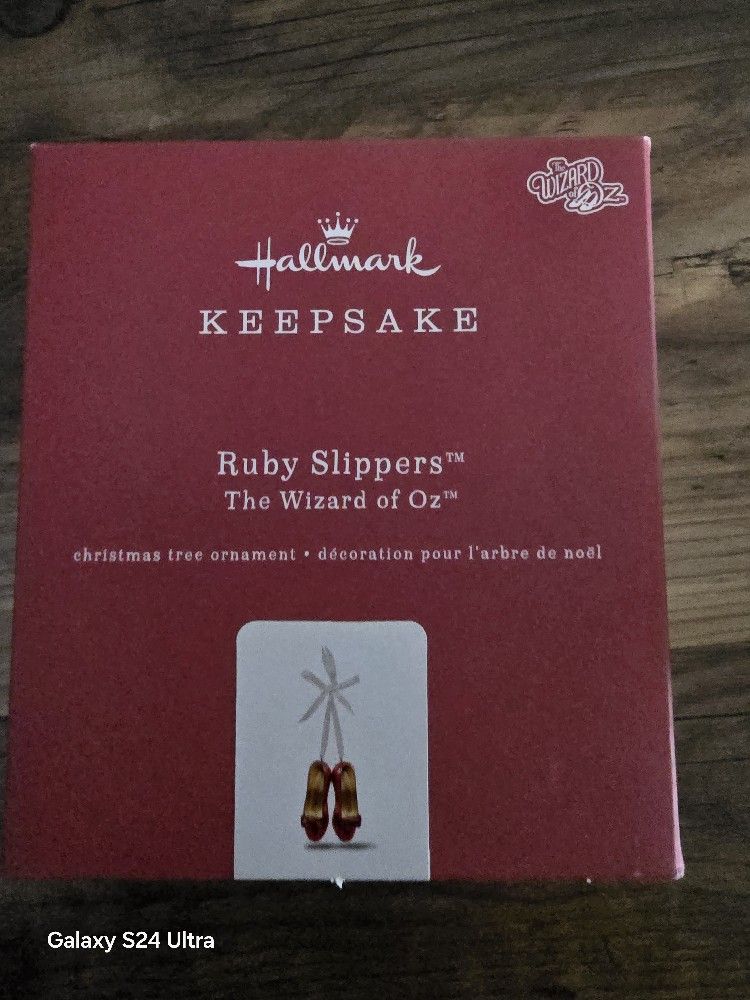 The
WIZARD
of OZ
Hallmark
KEEPSAKE
Ruby Slippers™
The Wizard of Oz™
christmas tree ornament • décoration pour l'arbre de noël
Galaxy S24 Ultra